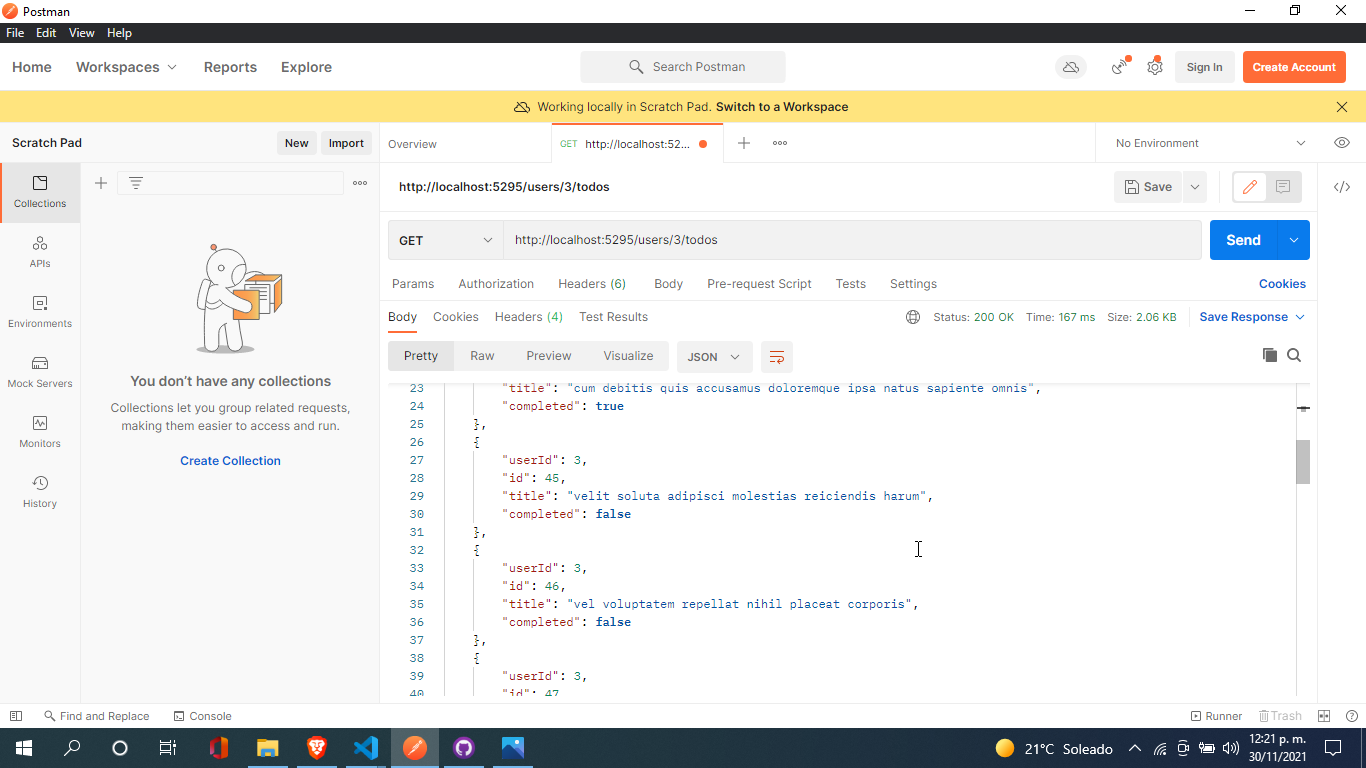 Postman
File Edit View Help
Home Workspaces Reports Explore Search Postman Sign In Create Account
Working locally in Scratch Pad. Switch to a Workspace
Scratch Pad New Import Overview GET http://localhost:52... No Environment
http://localhost:5295/users/3/todos Save
GET http://localhost:5295/users/3/todos Send
Params Authorization Headers (6) Body Pre-request Script Tests Settings Cookies
Body Cookies Headers (4) Test Results Status: 200 OK Time: 167 ms Size: 2.06 KB Save Response
Pretty Raw Preview Visualize JSON
Collections
APIs
Environments
Mock Servers
Monitors
History
You don't have any collections
Collections let you group related requests,
making them easier to access and run.
Create Collection
23 "title": "cum debitis quis accusamus doloremque ipsa natus sapiente omnis",
24 "completed": true
25 },
26 {
27 "userId": 3,
28 "id": 45,
29 "title": "velit soluta adipisci molestias reiciendis harum",
30 "completed": false
31 },
32 {
33 "userId": 3,
34 "id": 46,
35 "title": "vel voluptatem repellat nihil placeat corporis",
36 "completed": false
37 },
38 {
39 "userId": 3,
40 "id": 47
Find and Replace Console Runner Trash
21°C Soleado 12:21 p. m.
30/11/2021